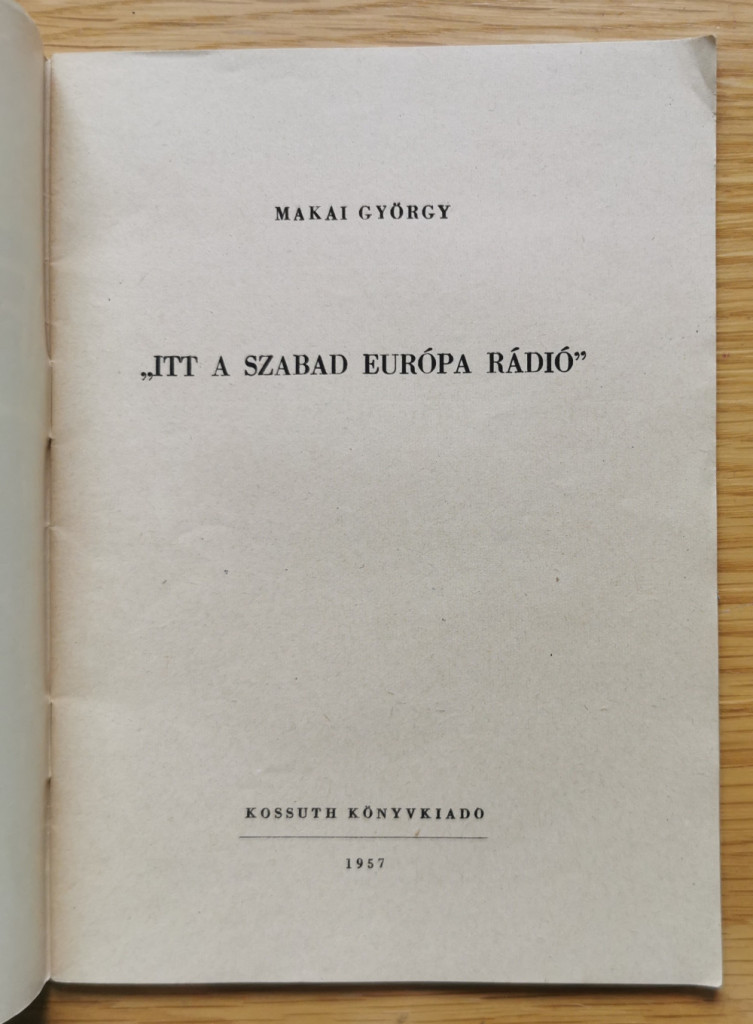 MAKAI GYÖRGY
„ITT A SZABAD EURÓPA RÁDIÓ”
KOSSUTH KÖNYVKIADO
1957